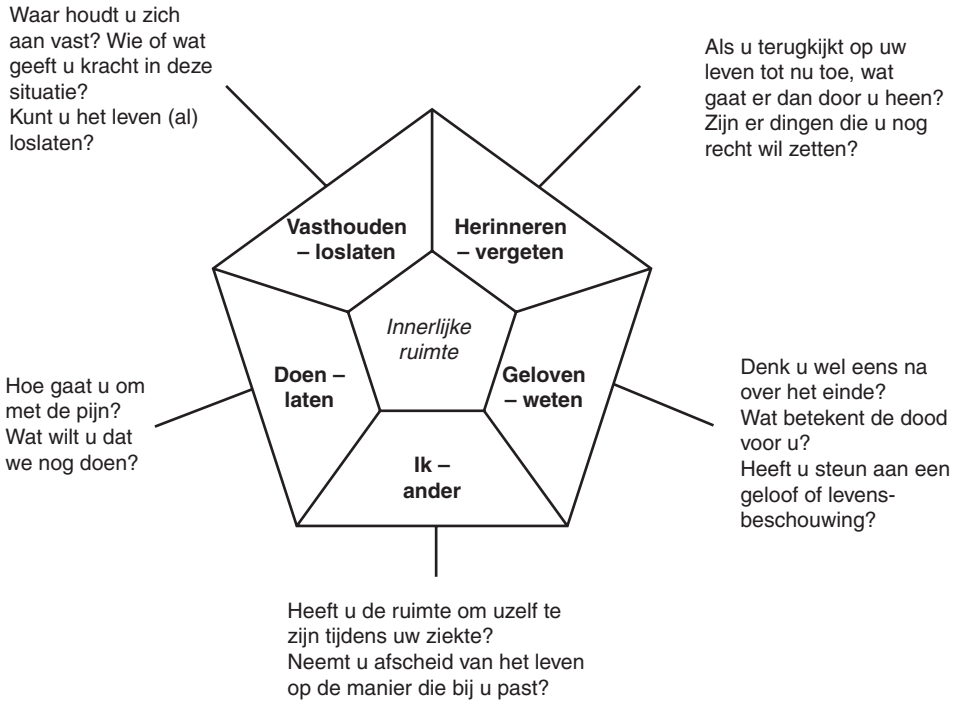 Waar houdt u zich
aan vast? Wie of wat
geeft u kracht in deze
situatie?
Kunt u het leven (al)
loslaten?
Als u terugkijkt op uw
leven tot nu toe, wat
gaat er dan door u heen?
Zijn er dingen die u nog
recht wil zetten?
Vasthouden
– loslaten
Herinneren
– vergeten
Innerlijke
ruimte
Doen –
laten
Geloven
– weten
Ik –
ander
Hoe gaat u om
met de pijn?
Wat wilt u dat
we nog doen?
Denk u wel eens na
over het einde?
Wat betekent de dood
voor u?
Heeft u steun aan een
geloof of levens-
beschouwing?
Heeft u de ruimte om uzelf te
zijn tijdens uw ziekte?
Neemt u afscheid van het leven
op de manier die bij u past?